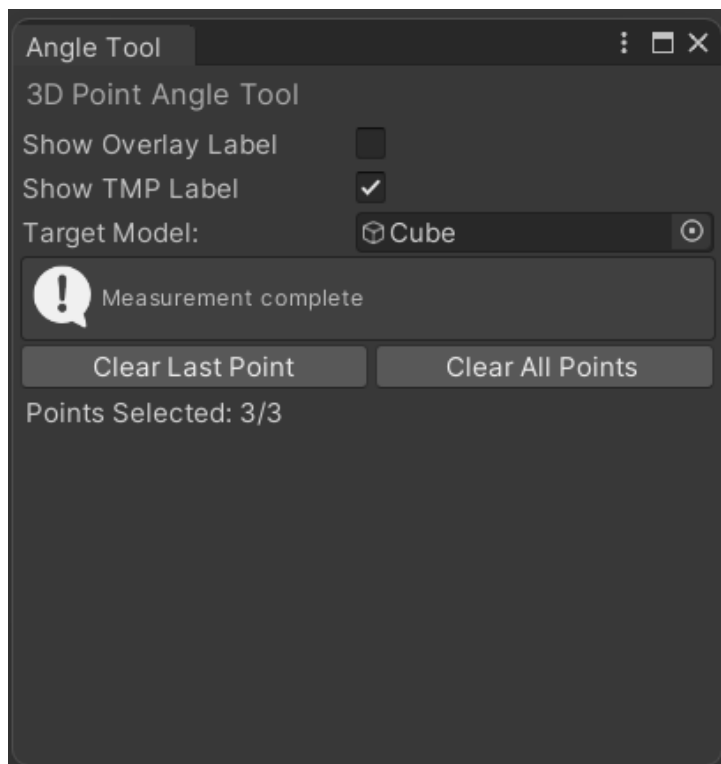 Angle Tool
3D Point Angle Tool
Show Overlay Label
Show TMP Label
Target Model: Cube
Measurement complete
Clear Last Point Clear All Points
Points Selected: 3/3